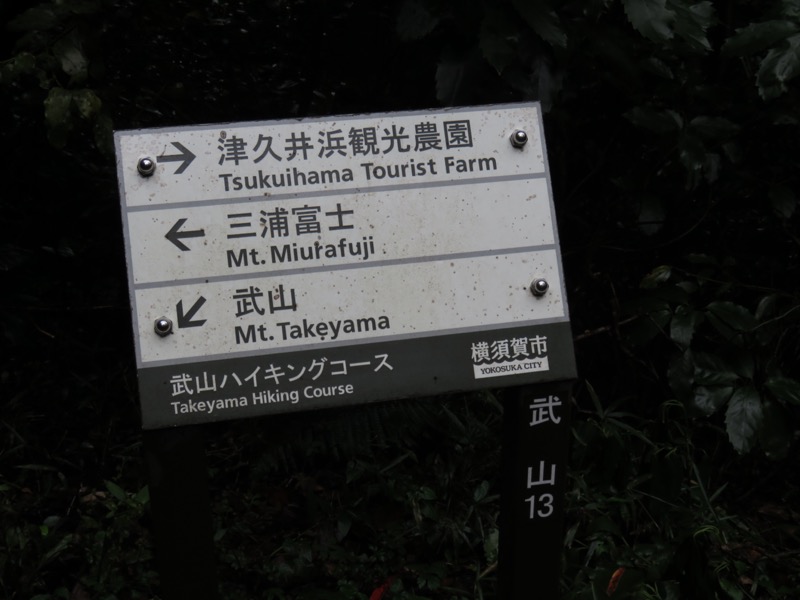 → 津久井浜観光農園
Tsukuihama Tourist Farm
← 三浦富士
Mt. Miurafuji
↙ 武山
Mt. Takeyama
武山ハイキングコース
Takeyama Hiking Course
横須賀市
YOKOSUKA CITY
武
山
13